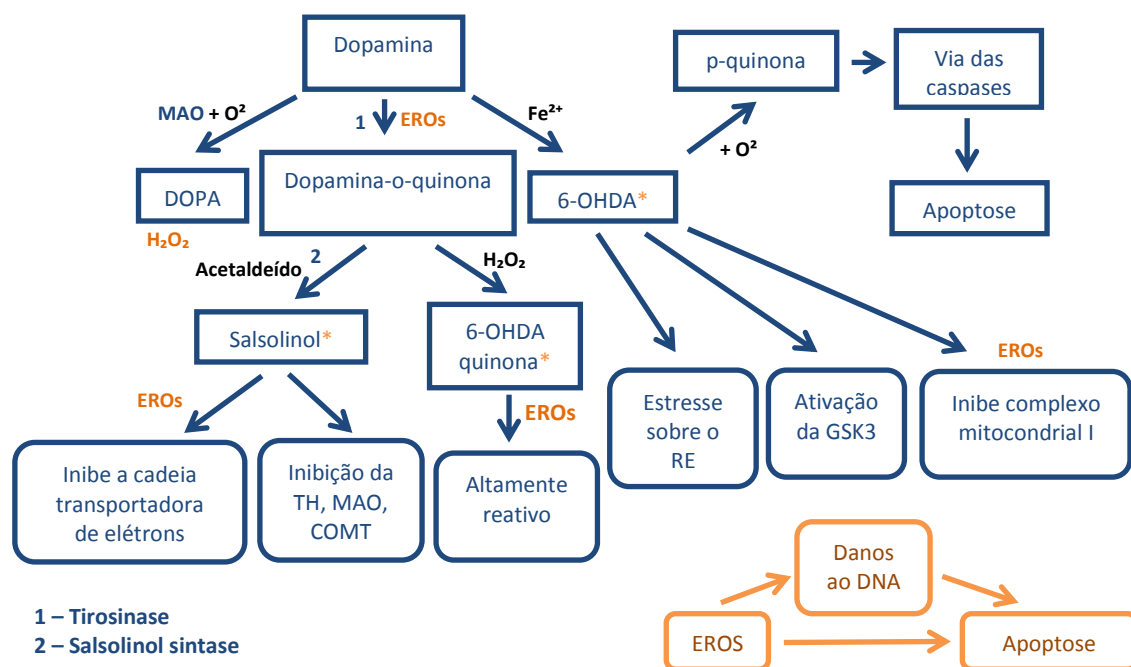 Dopamina
p-quinona
Via das
caspases
MAO + O²
1
EROs
Fe²⁺
+ O²
DOPA
Dopamina-o-quinona
6-OHDA*
Apoptose
H₂O₂
Acetaldeído
2
H₂O₂
Salsolinol*
6-OHDA
quinona*
EROs
EROs
EROs
Estresse
sobre o
RE
Ativação
da GSK3
Inibe complexo
mitocondrial I
Inibe a cadeia
transportadora
de elétrons
Inibição da
TH, MAO,
COMT
Altamente
reativo
Danos
ao DNA
EROS
Apoptose
1 – Tirosinase
2 – Salsolinol sintase